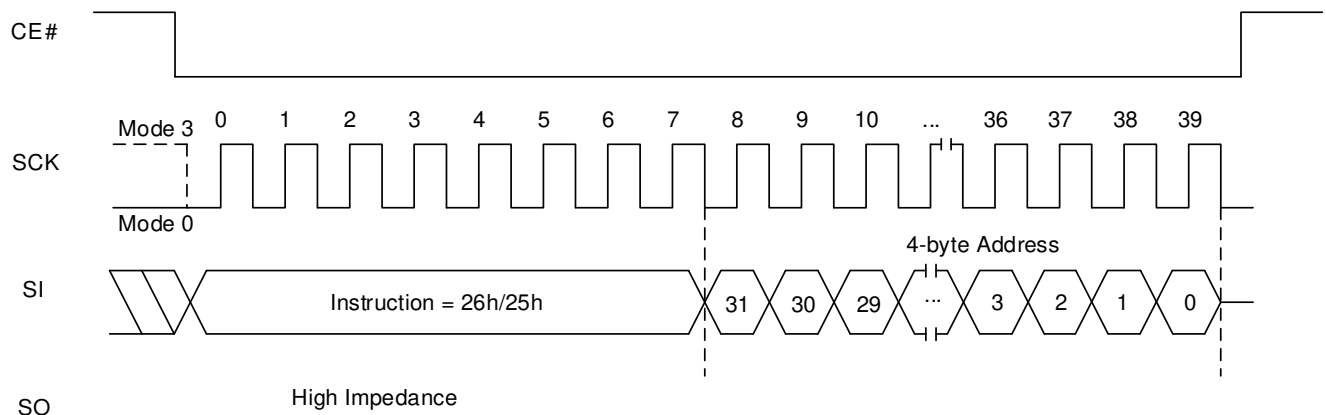 CE#
Mode 3 0 1 2 3 4 5 6 7 8 9 10 ... 36 37 38 39
SCK
Mode 0
4-byte Address
SI Instruction = 26h/25h 31 30 29 ... 3 2 1 0
SO High Impedance